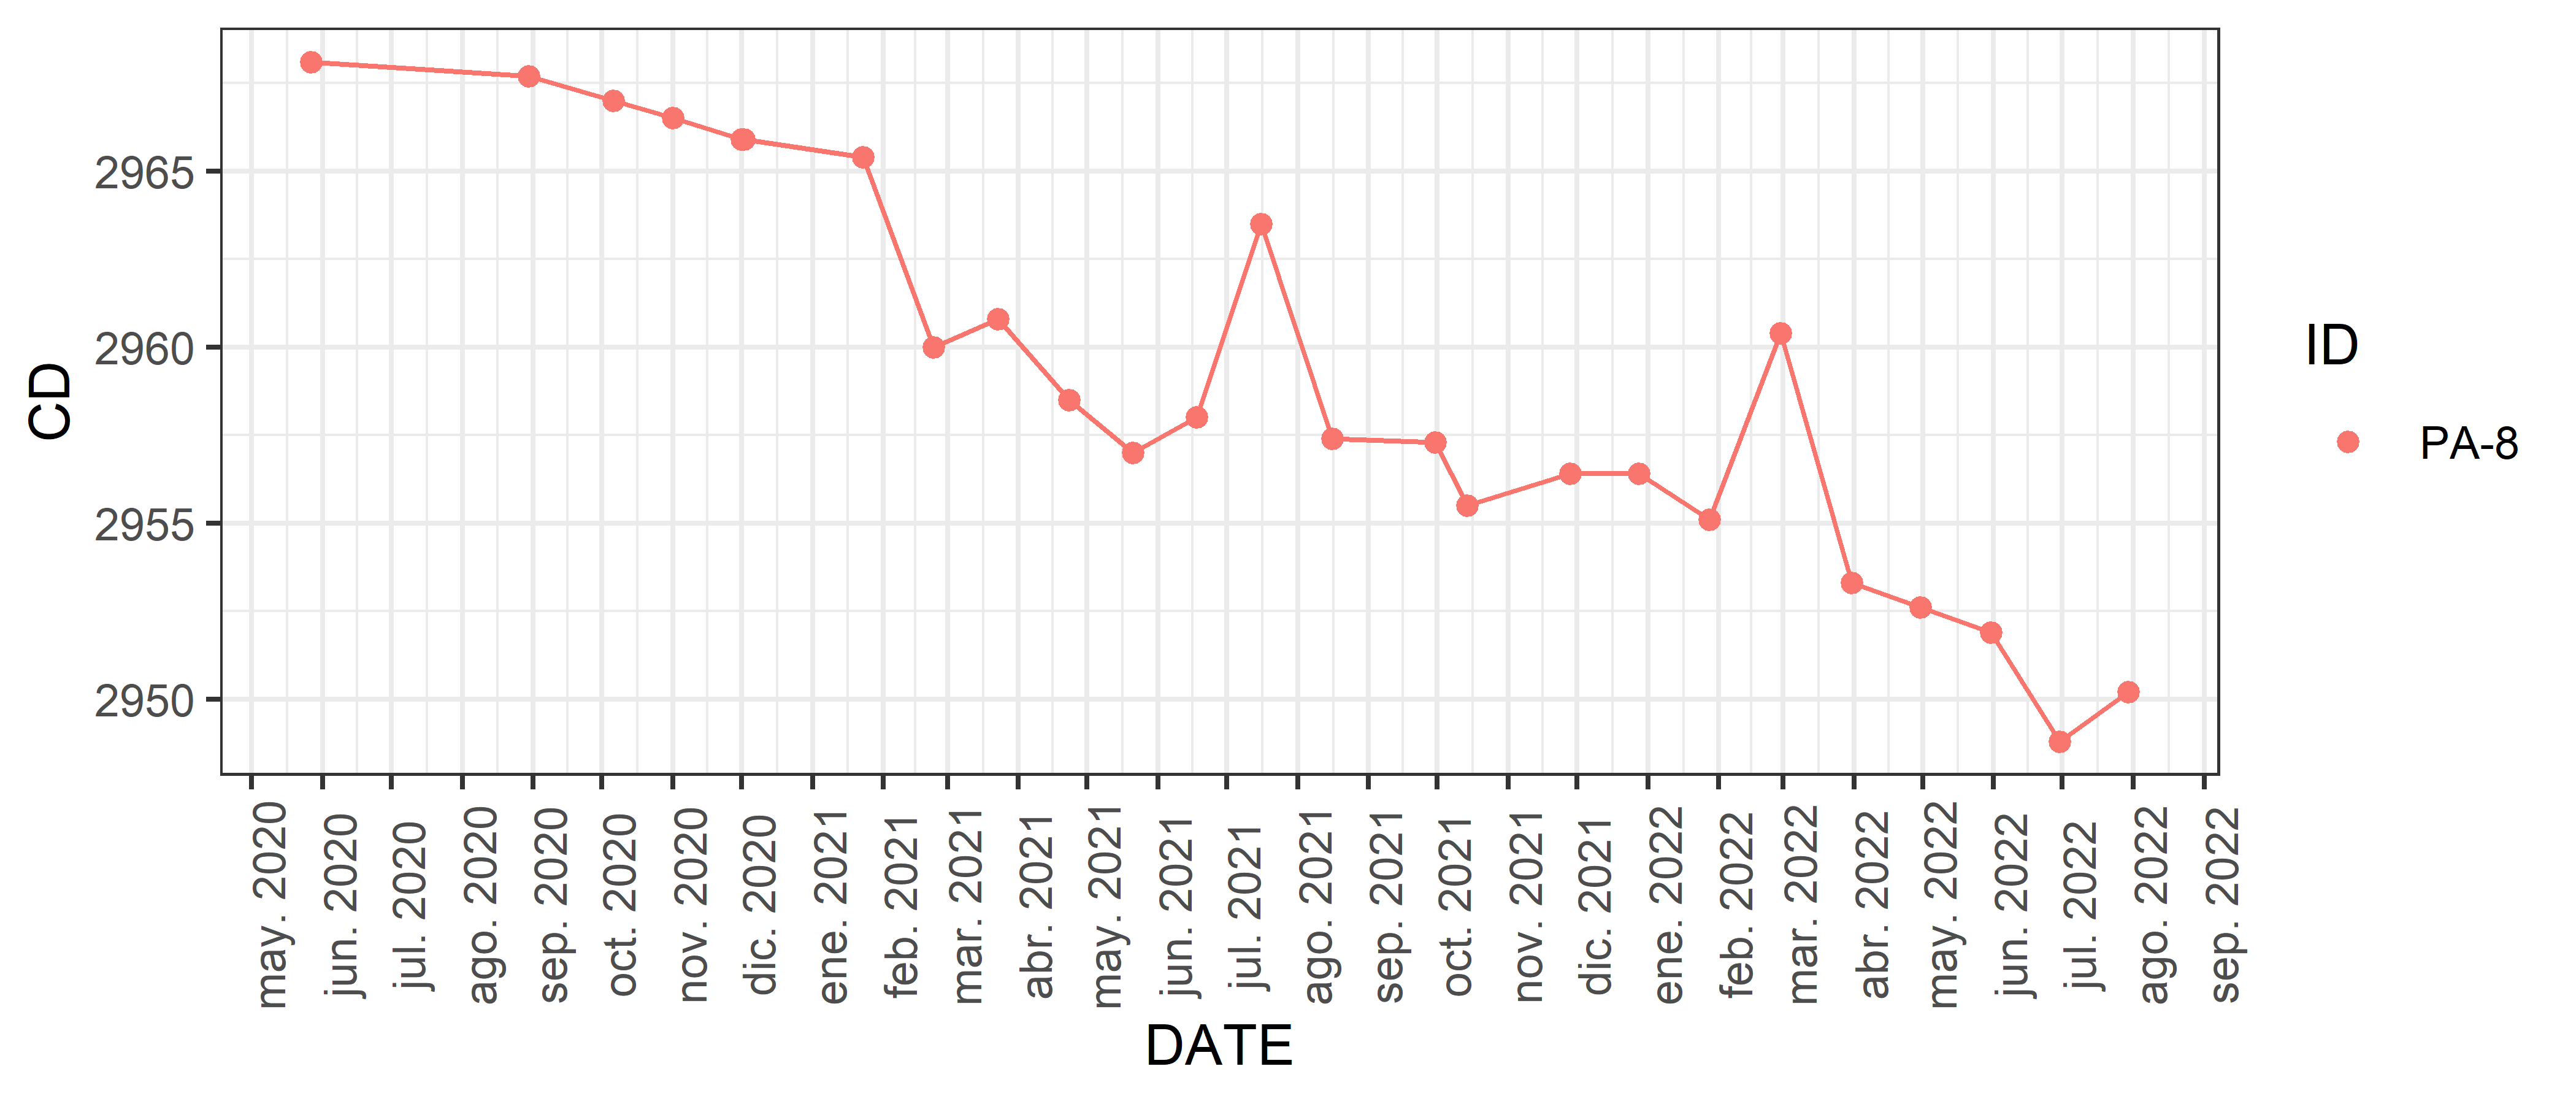 2965
2960
2955
2950
CD
may. 2020
jun. 2020
jul. 2020
ago. 2020
sep. 2020
oct. 2020
nov. 2020
dic. 2020
ene. 2021
feb. 2021
mar. 2021
abr. 2021
may. 2021
jun. 2021
jul. 2021
ago. 2021
sep. 2021
oct. 2021
nov. 2021
dic. 2021
ene. 2022
feb. 2022
mar. 2022
abr. 2022
may. 2022
jun. 2022
jul. 2022
ago. 2022
sep. 2022
DATE
ID
PA-8